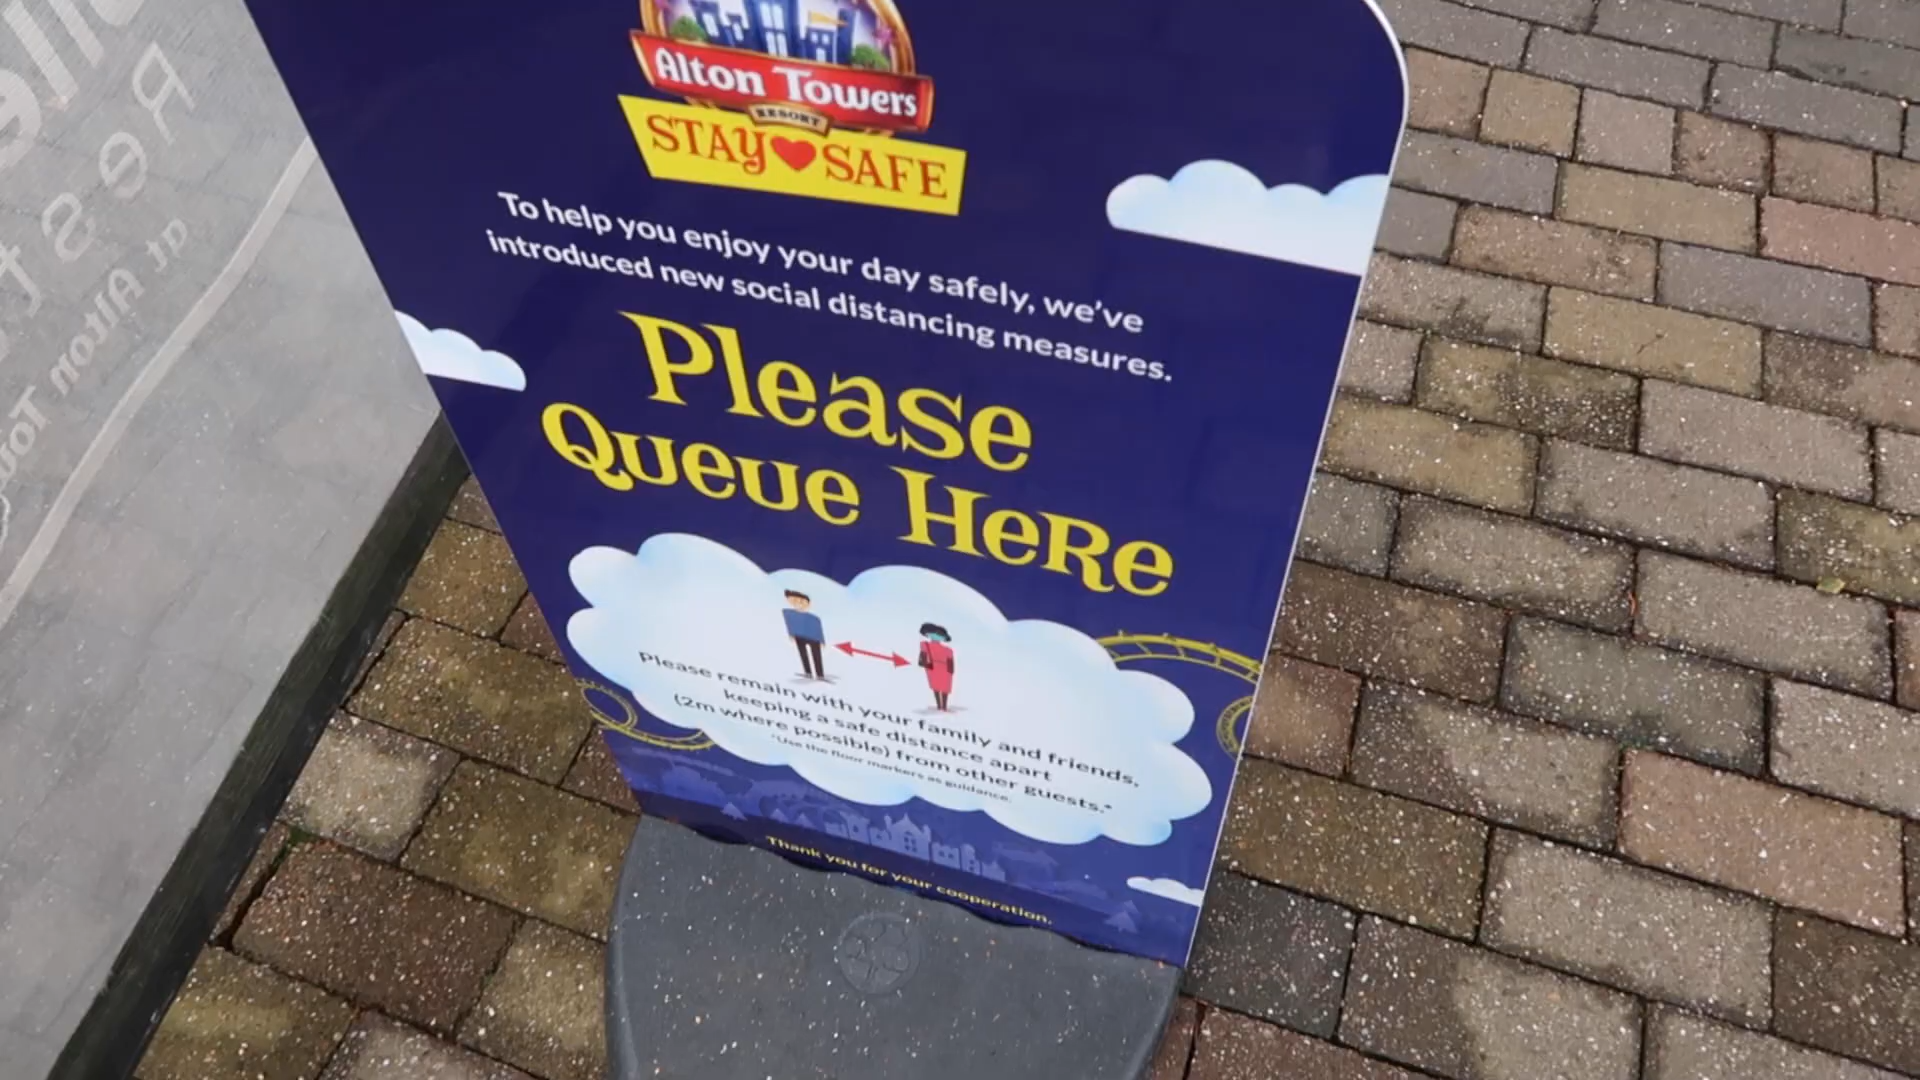 Alton Towers
RESORT
STAY SAFE
To help you enjoy your day safely, we've
introduced new social distancing measures.
Please
Queue Here
Please remain with your family and friends,
keeping a safe distance apart
(2m where possible) from other guests.*
*Use the floor markers as guidance.
Thank you for your cooperation.
at Alton